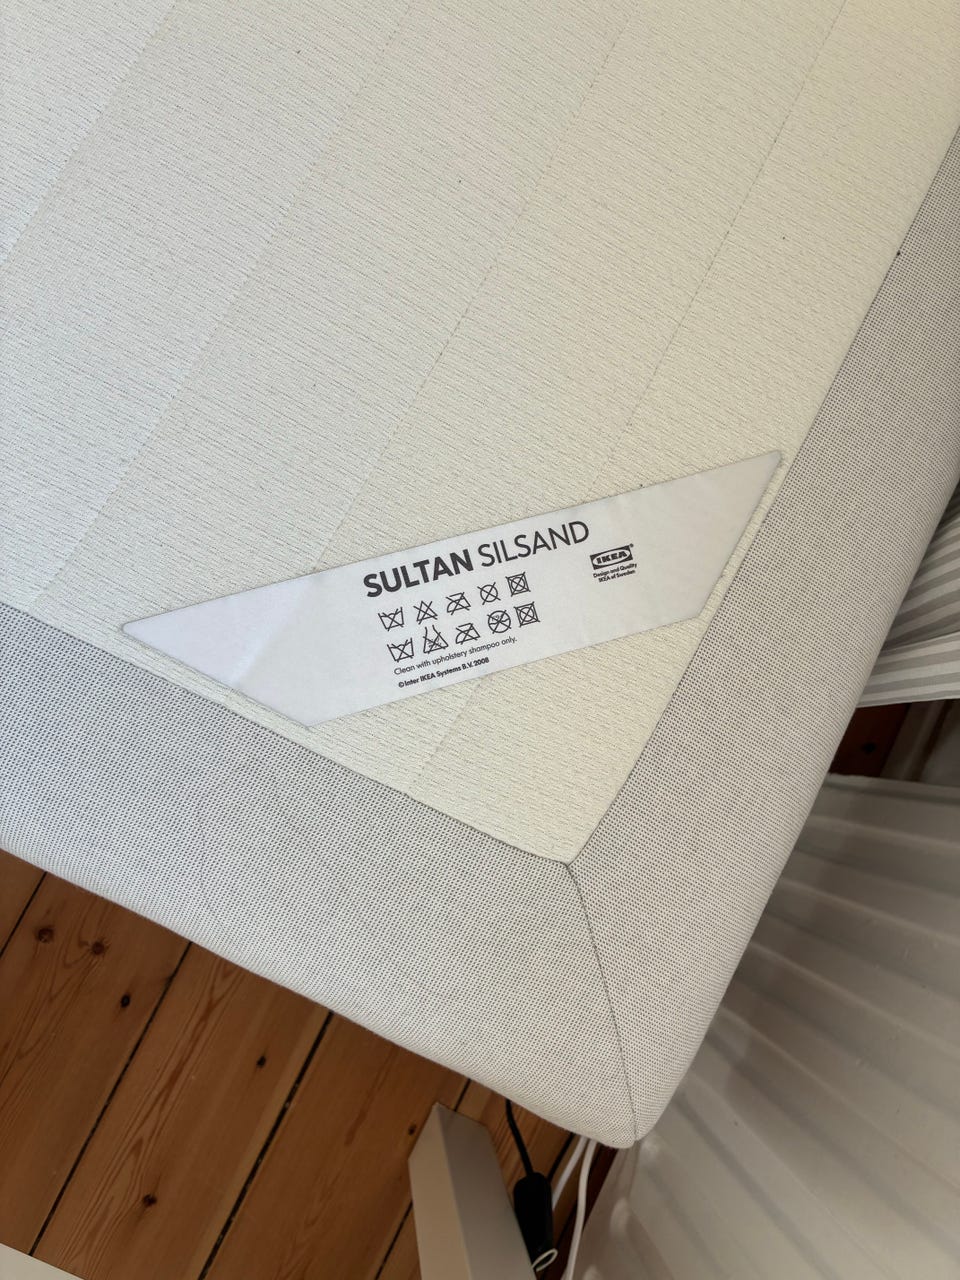 SULTAN SILSAND
IKEA®
Design and Quality
IKEA of Sweden
Clean with upholstery shampoo only.
©Inter IKEA Systems B.V. 2008